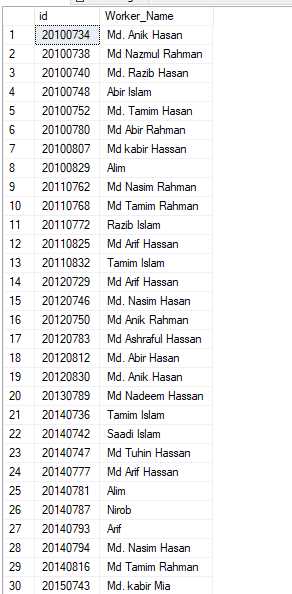 id Worker_Name
1 20100734 Md. Anik Hasan
2 20100738 Md Nazmul Rahman
3 20100740 Md. Razib Hasan
4 20100748 Abir Islam
5 20100752 Md. Tamim Hasan
6 20100780 Md Abir Rahman
7 20100807 Md kabir Hassan
8 20100829 Alim
9 20110762 Md Nasim Rahman
10 20110768 Md Tamim Rahman
11 20110772 Razib Islam
12 20110825 Md Arif Hassan
13 20110832 Tamim Islam
14 20120729 Md Arif Hassan
15 20120746 Md. Nasim Hasan
16 20120750 Md Anik Rahman
17 20120783 Md Ashraful Hassan
18 20120812 Md. Abir Hasan
19 20120830 Md. Anik Hasan
20 20130789 Md Nadeem Hassan
21 20140736 Tamim Islam
22 20140742 Saadi Islam
23 20140747 Md Tuhin Hassan
24 20140777 Md Arif Hassan
25 20140781 Alim
26 20140787 Nirob
27 20140793 Arif
28 20140794 Md. Nasim Hasan
29 20140816 Md Tamim Rahman
30 20150743 Md. kabir Mia